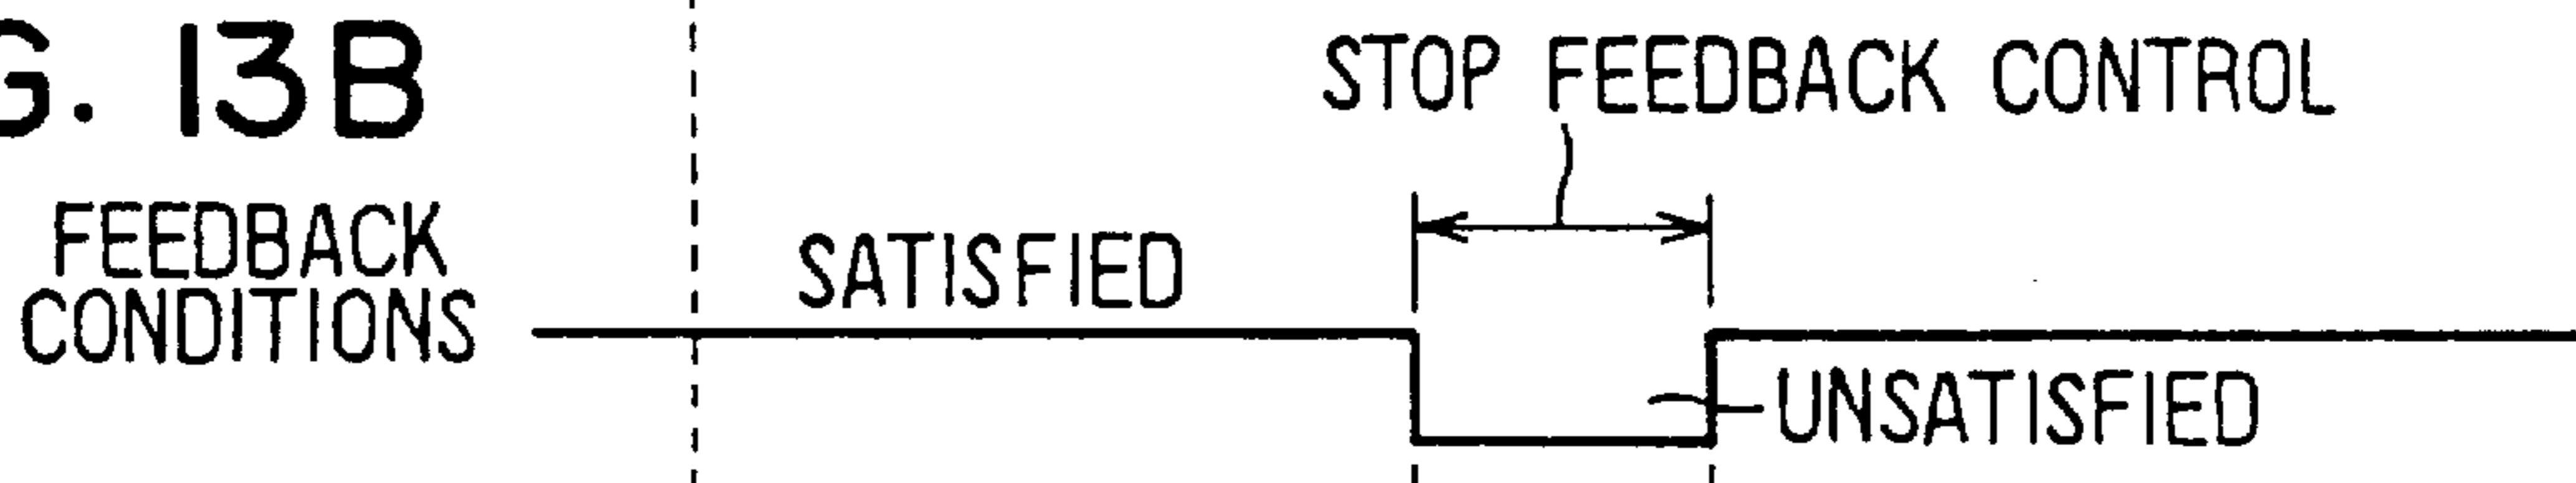 G. 13B
STOP FEEDBACK CONTROL
FEEDBACK
CONDITIONS
SATISFIED
UNSATISFIED